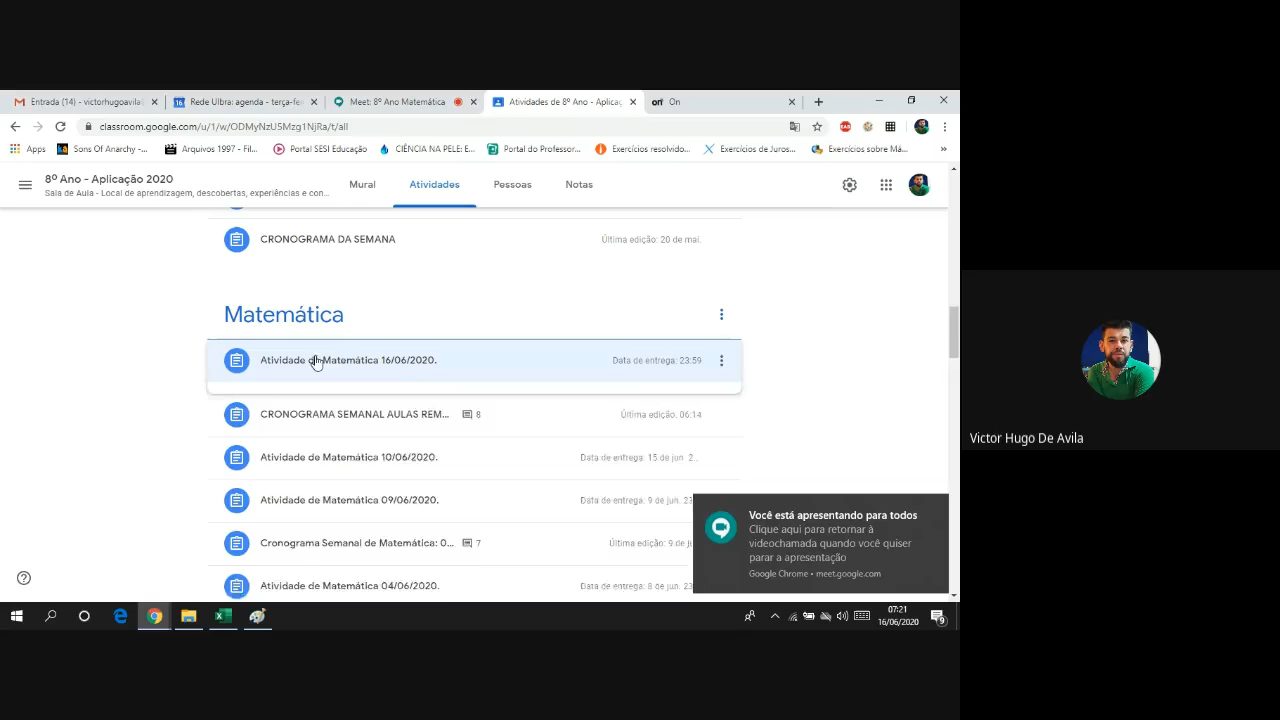 Entrada (14) - victorhugoavila
Rede Ulbra: agenda - terça-fei
Meet: 8º Ano Matemática
Atividades de 8º Ano - Aplicaç
on!
On
classroom.google.com/u/1/w/ODMyNzU5Mzg1NjRa/t/all
Apps
Sons Of Anarchy -...
Arquivos 1997 - Fil...
Portal SESI Educação
CIÊNCIA NA PELE: E...
Portal do Professor...
Exercícios resolvido...
Exercícios de Juros...
Exercícios sobre Má...
»
8º Ano - Aplicação 2020
Sala de Aula - Local de aprendizagem, descobertas, experiências e con...
Mural
Atividades
Pessoas
Notas
CRONOGRAMA DA SEMANA
Última edição: 20 de mai.
Matemática
Atividade de Matemática 16/06/2020.
Data de entrega: 23:59
CRONOGRAMA SEMANAL AULAS REM...
8
Última edição: 06:14
Atividade de Matemática 10/06/2020.
Data de entrega: 15 de jun. 2...
Atividade de Matemática 09/06/2020.
Data de entrega: 9 de jun. 23
Cronograma Semanal de Matemática: 0...
7
Última edição: 9 de ju
Atividade de Matemática 04/06/2020.
Data de entrega: 8 de jun. 23
Você está apresentando para todos
Clique aqui para retornar à
videochamada quando você quiser
parar a apresentação
Google Chrome • meet.google.com
07:21
16/06/2020
9
Victor Hugo De Avila